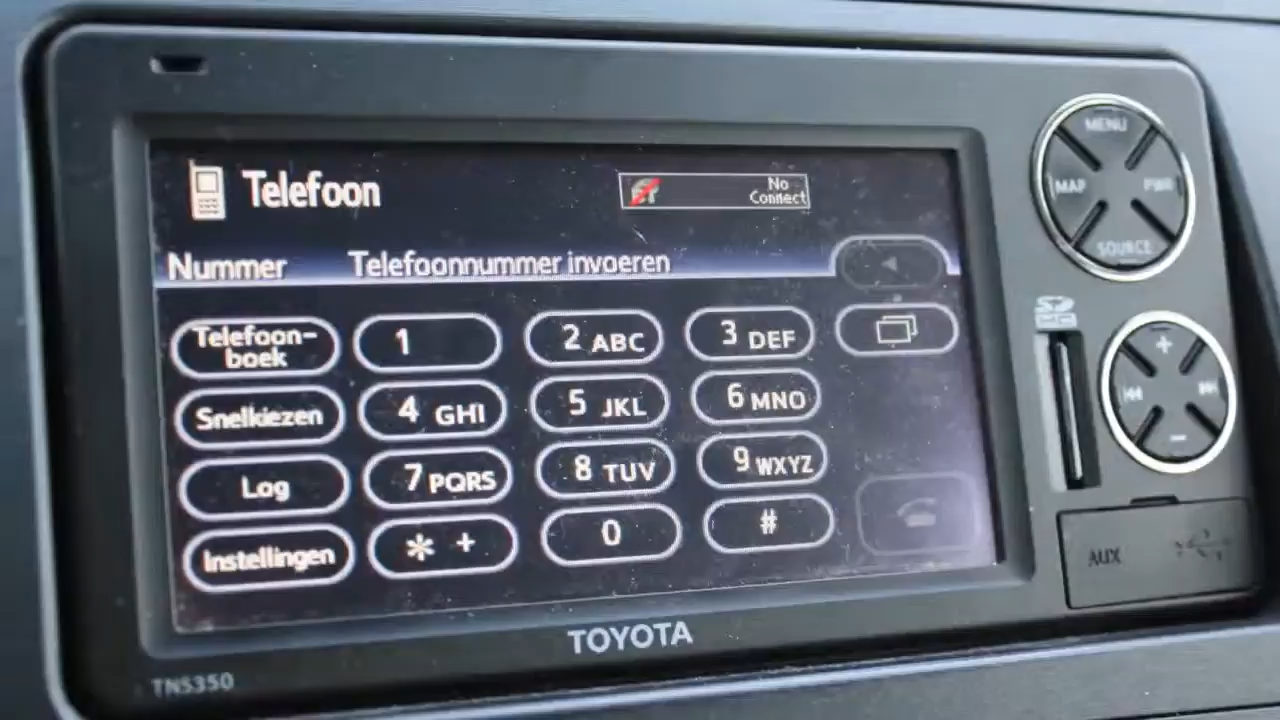 Telefoon
No
Connect
Nummer Telefoonnummer invoeren
Telefoon-
boek
1
2 ABC
3 DEF
Snelkiezen
4 GHI
5 JKL
6 MNO
Log
7 PQRS
8 TUV
9 WXYZ
Instellingen
* +
0
#
TOYOTA
TNS350
MENU
MAP
PWR
SOURCE
SD
+
-
AUX